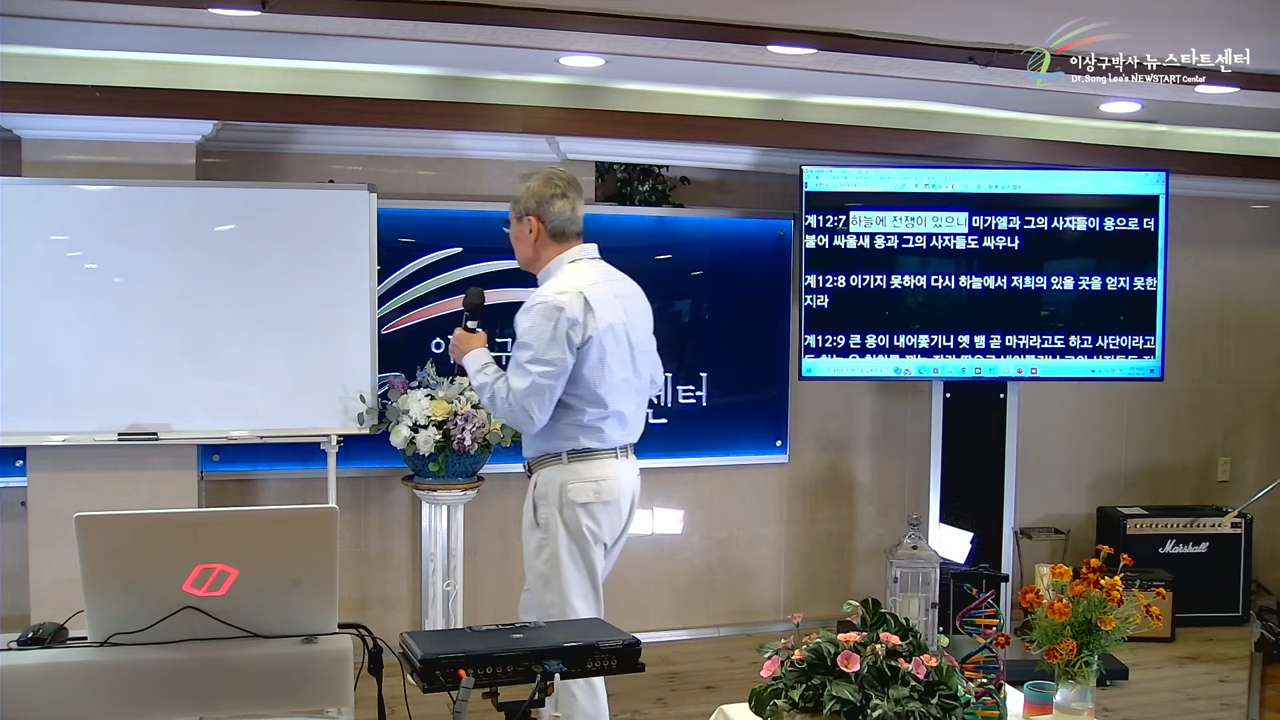 이상구박사 뉴스타트센터
Dr. Sang Lee's NEWSTART Center
계12:7 하늘에 전쟁이 있으니 미가엘과 그의 사자들이 용으로 더
불어 싸울새 용과 그의 사자들도 싸우나
계12:8 이기지 못하여 다시 하늘에서 저희의 있을 곳을 얻지 못한
지라
계12:9 큰 용이 내어쫓기니 옛 뱀 곧 마귀라고도 하고 사단이라고
센터
Marshall